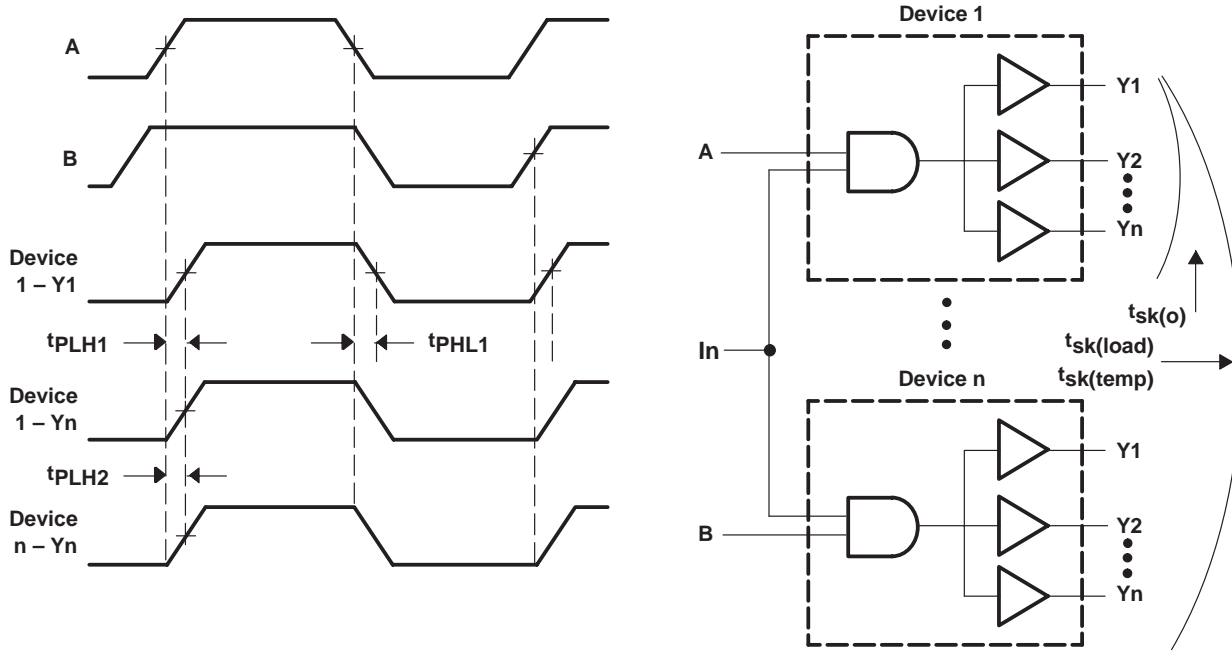 A
B
Device
1 – Y1
tPLH1
tPHL1
Device
1 – Yn
tPLH2
Device
n – Yn
Device 1
A
Y1
Y2
Yn
tsk(o)
In
tsk(load)
tsk(temp)
Device n
B
Y1
Y2
Yn